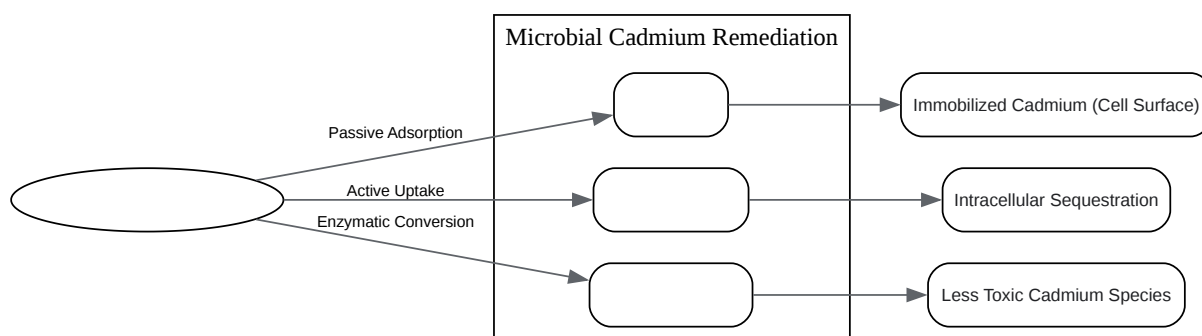 Microbial Cadmium Remediation
Passive Adsorption
Immobilized Cadmium (Cell Surface)
Active Uptake
Intracellular Sequestration
Enzymatic Conversion
Less Toxic Cadmium Species